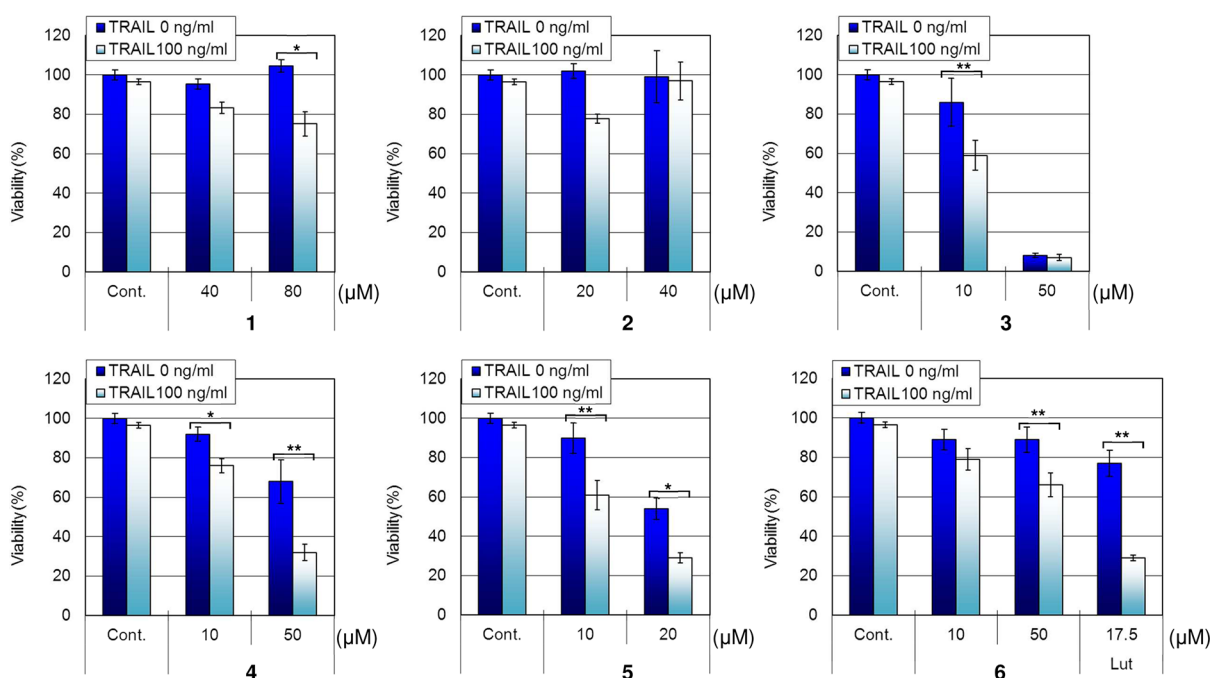 TRAIL 0 ng/ml
TRAIL100 ng/ml
120
100
80
60
40
20
0
Viability (%)
*
Cont. 40 80 (µM)
1
TRAIL 0 ng/ml
TRAIL100 ng/ml
120
100
80
60
40
20
0
Viability (%)
Cont. 20 40 (µM)
2
TRAIL 0 ng/ml
TRAIL100 ng/ml
120
100
80
60
40
20
0
Viability (%)
**
Cont. 10 50 (µM)
3
TRAIL 0 ng/ml
TRAIL100 ng/ml
120
100
80
60
40
20
0
Viability (%)
*
**
Cont. 10 50 (µM)
4
TRAIL 0 ng/ml
TRAIL100 ng/ml
120
100
80
60
40
20
0
Viability (%)
**
*
Cont. 10 20 (µM)
5
TRAIL 0 ng/ml
TRAIL100 ng/ml
120
100
80
60
40
20
0
Viability (%)
**
**
Cont. 10 50 17.5 (µM)
6 Lut